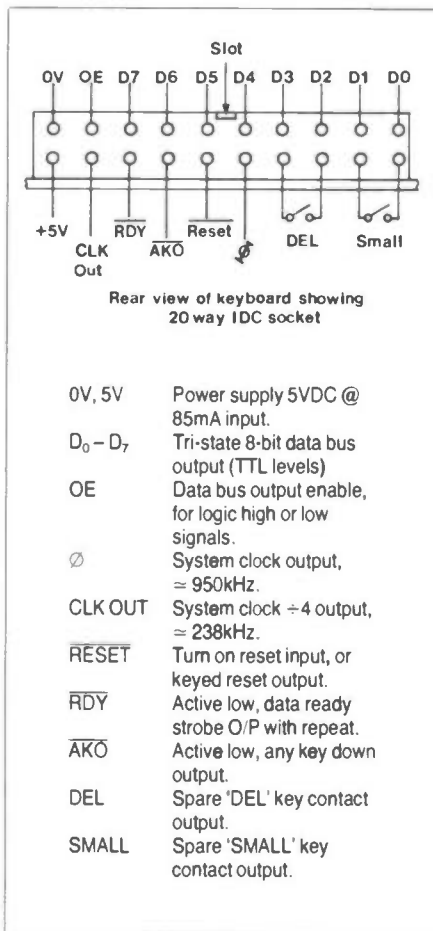 Slot
0V OE D7 D6 D5 D4 D3 D2 D1 D0
+5V CLK Out RDY AKO Reset Ø DEL Small
Rear view of keyboard showing
20 way IDC socket
0V, 5V Power supply 5VDC @
85mA input.
D0 – D7 Tri-state 8-bit data bus
output (TTL levels)
OE Data bus output enable,
for logic high or low
signals.
Ø System clock output,
≃ 950kHz.
CLK OUT System clock ÷4 output,
≃ 238kHz.
RESET Turn on reset input, or
keyed reset output.
RDY Active low, data ready
strobe O/P with repeat.
AKO Active low, any key down
output.
DEL Spare 'DEL' key contact
output.
SMALL Spare 'SMALL' key
contact output.